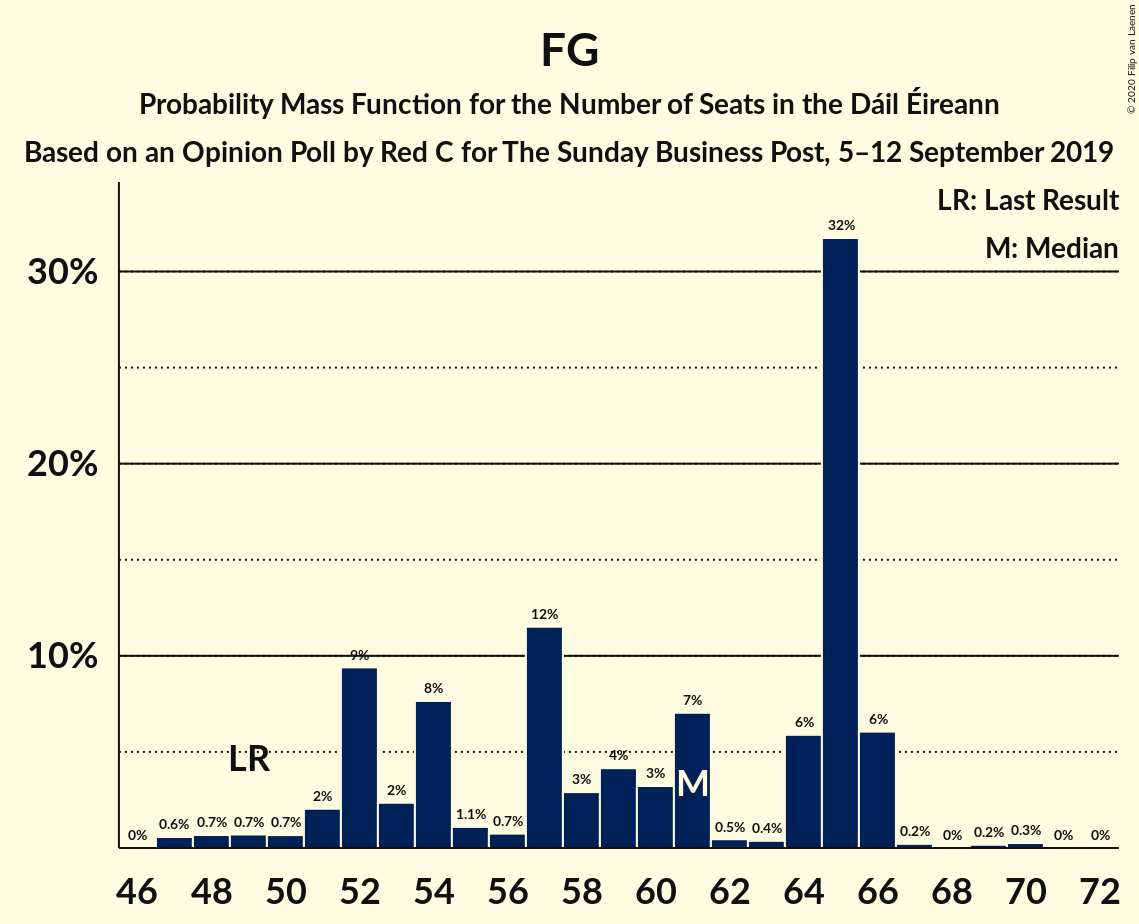 FG
Probability Mass Function for the Number of Seats in the Dáil Éireann
Based on an Opinion Poll by Red C for The Sunday Business Post, 5–12 September 2019
© 2020 Filip van Laenen
LR: Last Result
M: Median
30%
20%
10%
0% 0.6% 0.7% 0.7% 0.7% 2% 9% 2% 8% 1.1% 0.7% 12% 3% 4% 3% 7% 0.5% 0.4% 6% 32% 6% 0.2% 0% 0.2% 0.3% 0% 0%
LR
M
46 48 50 52 54 56 58 60 62 64 66 68 70 72